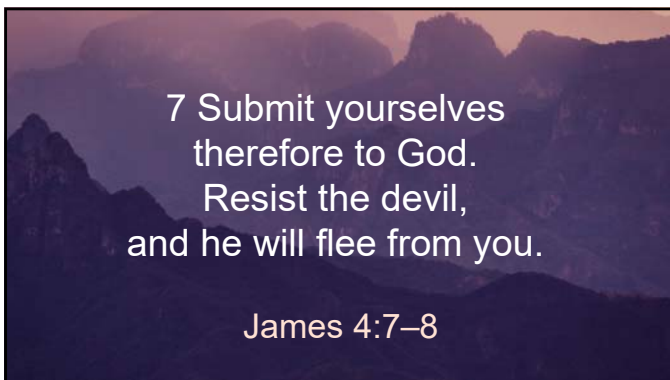 7 Submit yourselves
therefore to God.
Resist the devil,
and he will flee from you.
James 4:7–8